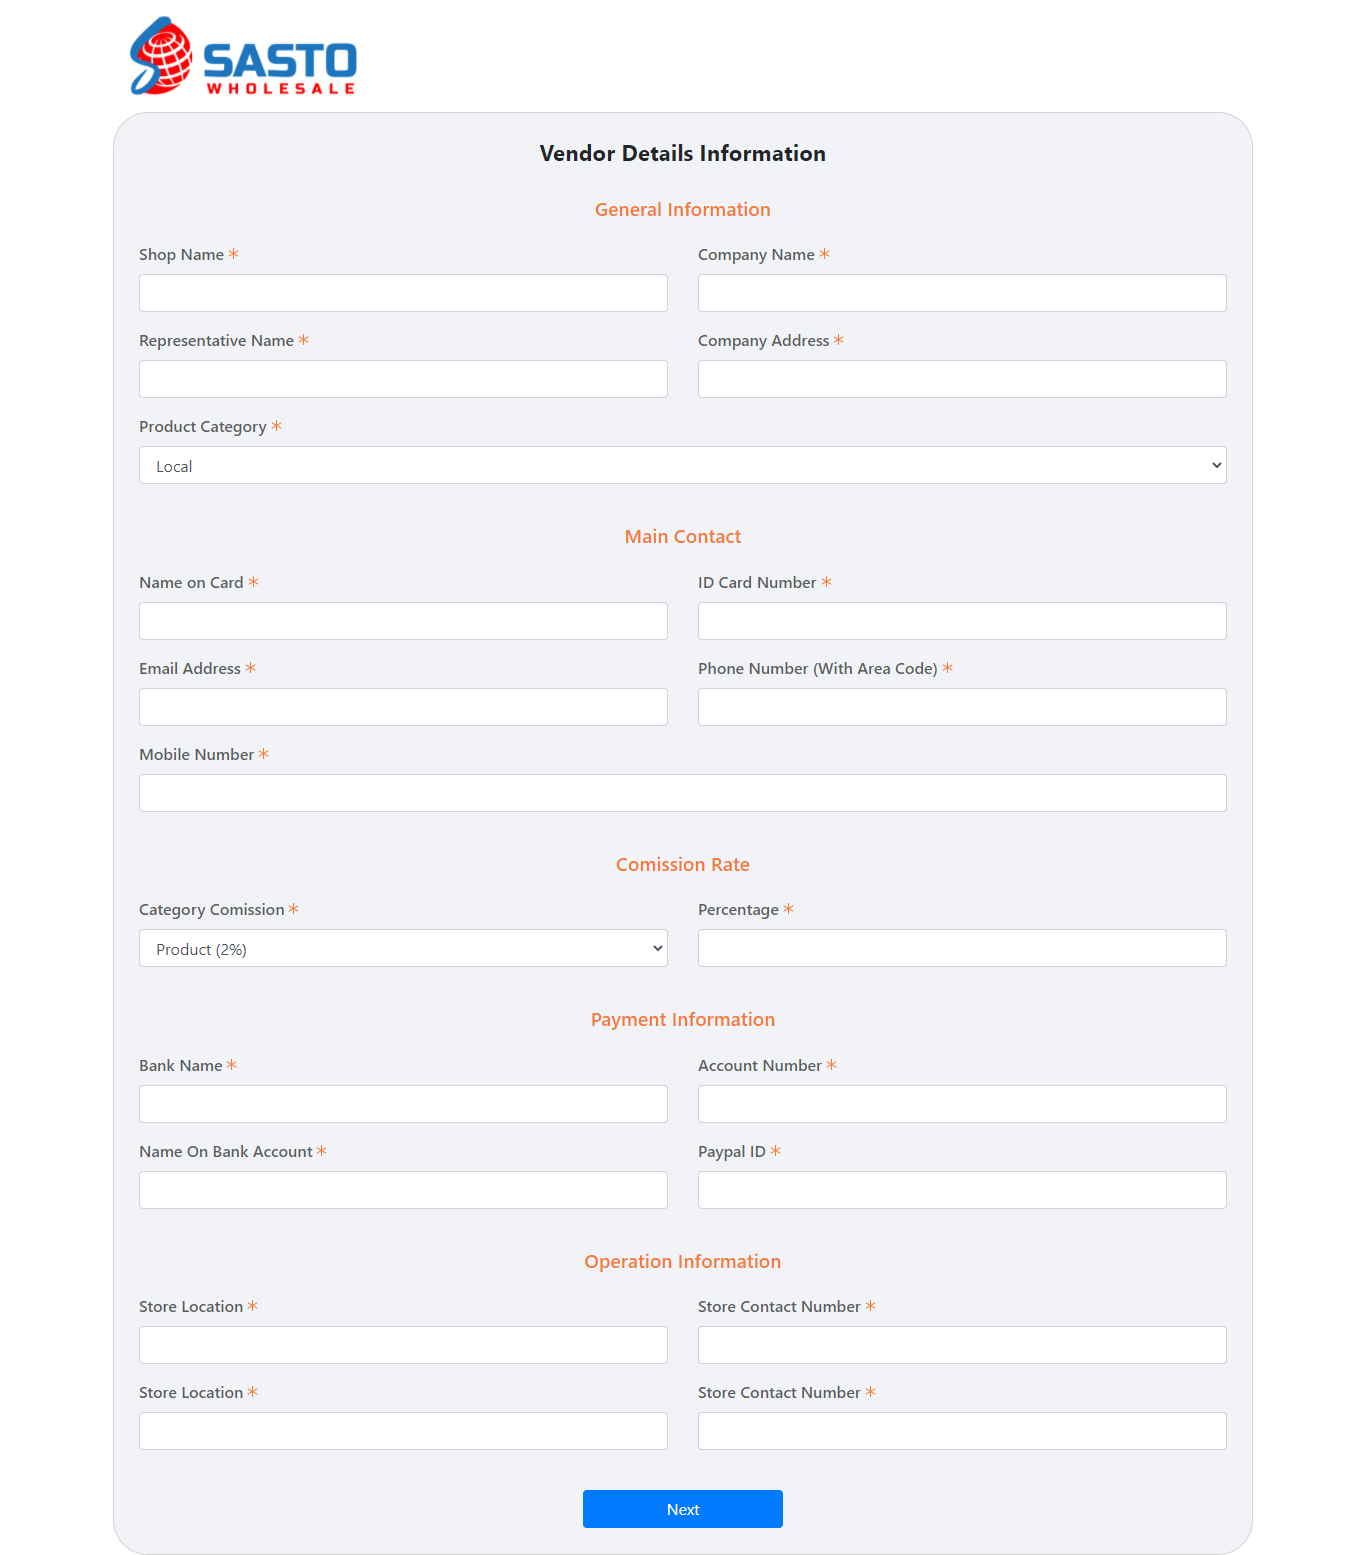 SASTO
WHOLESALE
Vendor Details Information
General Information
Shop Name * Company Name *
Representative Name * Company Address *
Product Category *
Local
Main Contact
Name on Card * ID Card Number *
Email Address * Phone Number (With Area Code) *
Mobile Number *
Comission Rate
Category Comission * Percentage *
Product (2%)
Payment Information
Bank Name * Account Number *
Name On Bank Account * Paypal ID *
Operation Information
Store Location * Store Contact Number *
Store Location * Store Contact Number *
Next